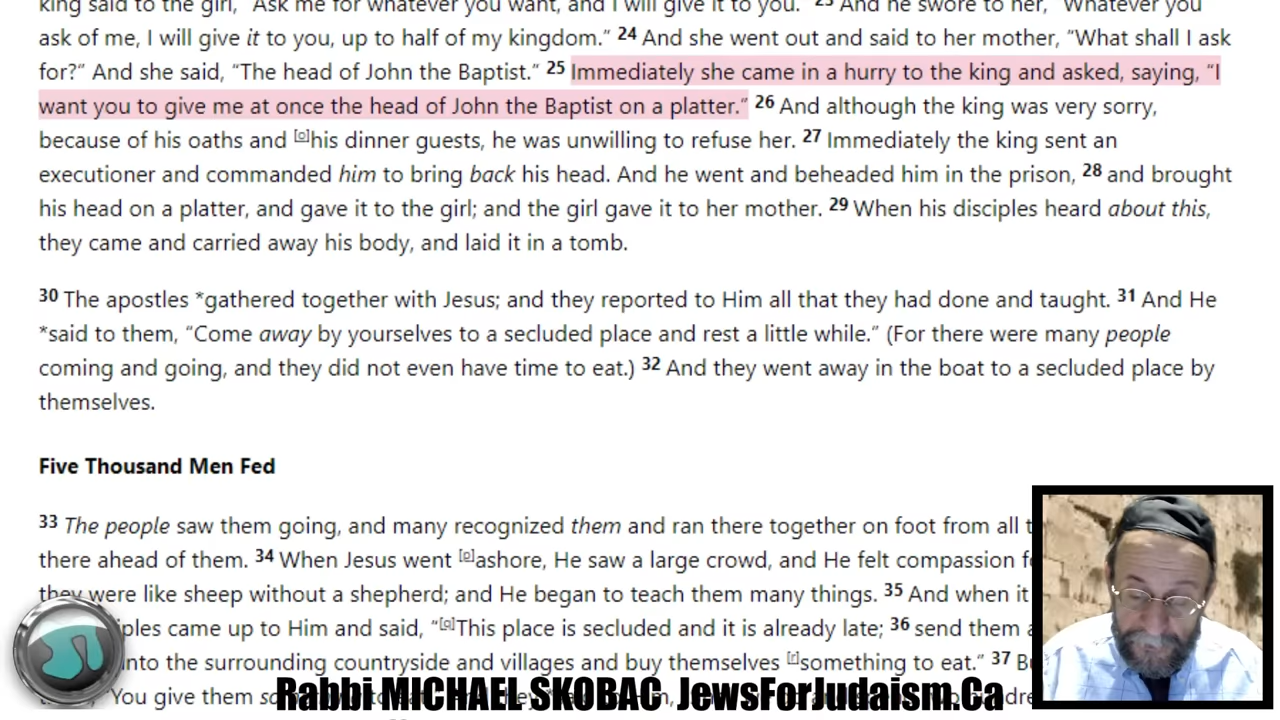 king said to the girl, “Ask me for whatever you want, and I will give it to you.” 23 And he swore to her, “Whatever you
ask of me, I will give it to you, up to half of my kingdom.” 24 And she went out and said to her mother, “What shall I ask
for?” And she said, “The head of John the Baptist.” 25 Immediately she came in a hurry to the king and asked, saying, “I
want you to give me at once the head of John the Baptist on a platter.” 26 And although the king was very sorry,
because of his oaths and [o]his dinner guests, he was unwilling to refuse her. 27 Immediately the king sent an
executioner and commanded him to bring back his head. And he went and beheaded him in the prison, 28 and brought
his head on a platter, and gave it to the girl; and the girl gave it to her mother. 29 When his disciples heard about this,
they came and carried away his body, and laid it in a tomb.
30 The apostles *gathered together with Jesus; and they reported to Him all that they had done and taught. 31 And He
*said to them, “Come away by yourselves to a secluded place and rest a little while.” (For there were many people
coming and going, and they did not even have time to eat.) 32 And they went away in the boat to a secluded place by
themselves.
Five Thousand Men Fed
33 The people saw them going, and many recognized them and ran there together on foot from all
there ahead of them. 34 When Jesus went ashore, He saw a large crowd, and He felt compassion
they were like sheep without a shepherd; and He began to teach them many things. 35 And when it
ples came up to Him and said, “This place is secluded and it is already late; 36 send them
into the surrounding countryside and villages and buy themselves something to eat.” 37
“You give them
Rabbi MICHAEL SKOBAC JewsForJudaism.Ca